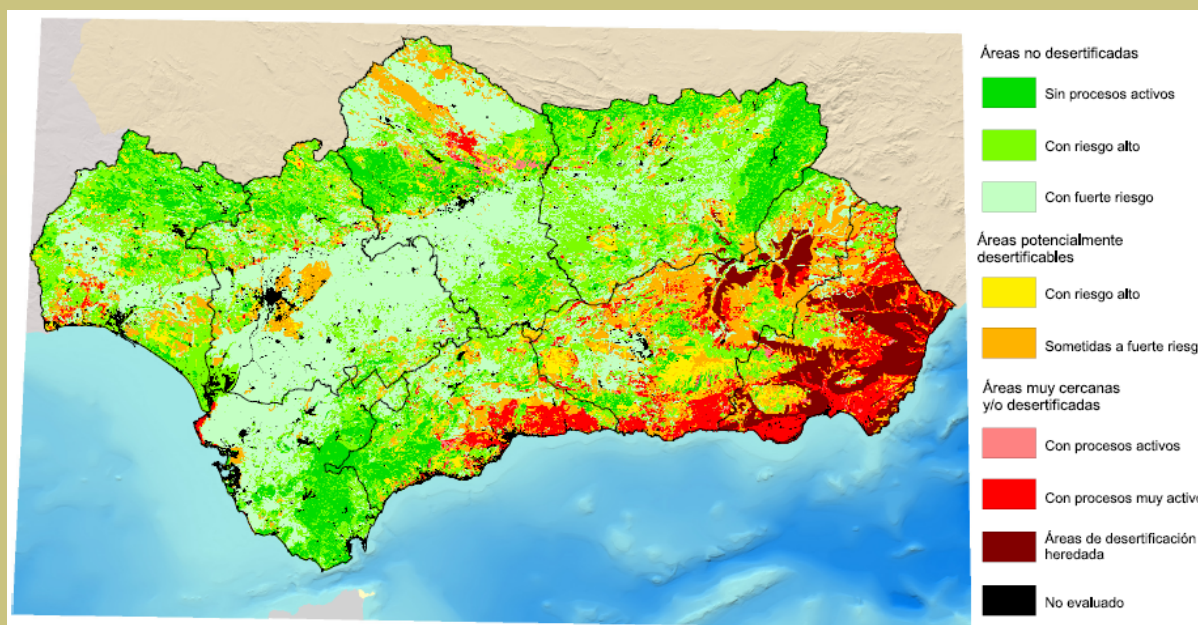 Áreas no desertificadas
Sin procesos activos
Con riesgo alto
Con fuerte riesgo
Áreas potencialmente
desertificables
Con riesgo alto
Sometidas a fuerte riesg
Áreas muy cercanas
y/o desertificadas
Con procesos activos
Con procesos muy activo
Áreas de desertificación
heredada
No evaluado